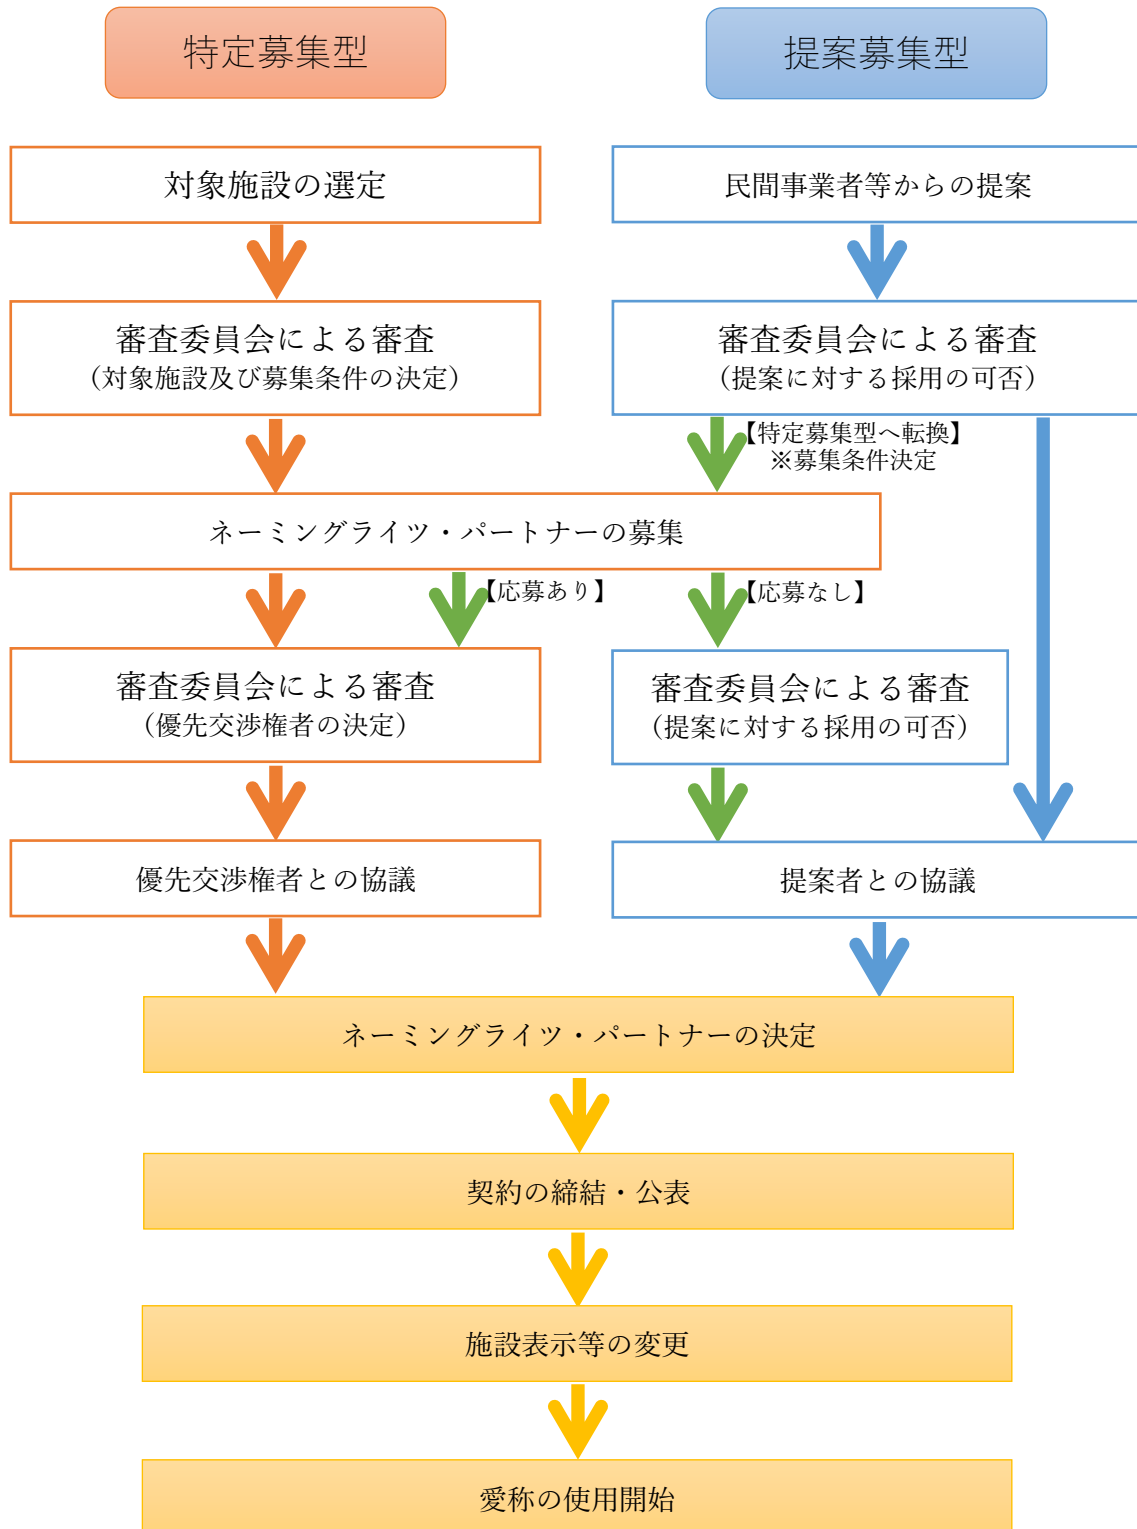 特定募集型
提案募集型
対象施設の選定
民間事業者等からの提案
審査委員会による審査
（対象施設及び募集条件の決定）
審査委員会による審査
（提案に対する採用の可否）
【特定募集型へ転換】
※募集条件決定
ネーミングライツ・パートナーの募集
【応募あり】
【応募なし】
審査委員会による審査
（優先交渉権者の決定）
審査委員会による審査
（提案に対する採用の可否）
優先交渉権者との協議
提案者との協議
ネーミングライツ・パートナーの決定
契約の締結・公表
施設表示等の変更
愛称の使用開始